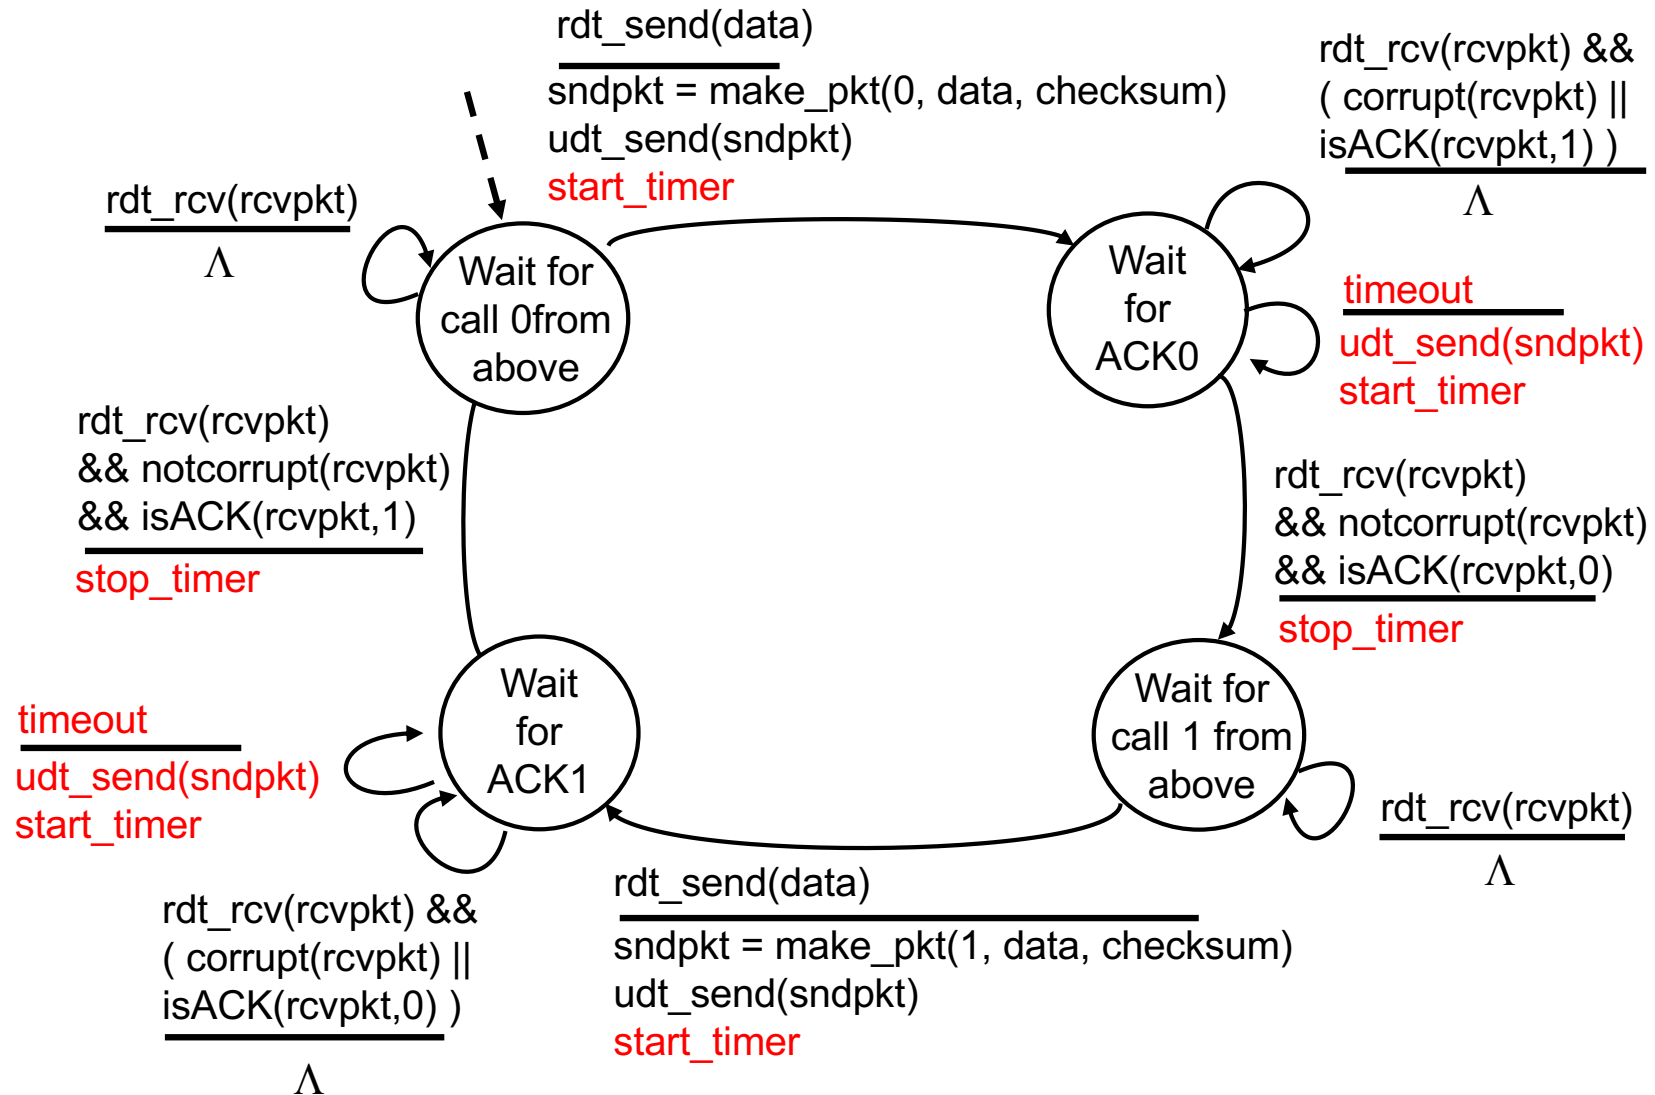 rdt_send(data)
sndpkt = make_pkt(0, data, checksum)
udt_send(sndpkt)
start_timer
rdt_rcv(rcvpkt) &&
( corrupt(rcvpkt) ||
isACK(rcvpkt,1) )
Λ
rdt_rcv(rcvpkt)
Λ
Wait for
call 0from
above
Wait
for
ACK0
timeout
udt_send(sndpkt)
start_timer
rdt_rcv(rcvpkt)
&& notcorrupt(rcvpkt)
&& isACK(rcvpkt,1)
stop_timer
rdt_rcv(rcvpkt)
&& notcorrupt(rcvpkt)
&& isACK(rcvpkt,0)
stop_timer
Wait
for
ACK1
Wait for
call 1 from
above
timeout
udt_send(sndpkt)
start_timer
rdt_rcv(rcvpkt)
Λ
rdt_rcv(rcvpkt) &&
( corrupt(rcvpkt) ||
isACK(rcvpkt,0) )
Λ
rdt_send(data)
sndpkt = make_pkt(1, data, checksum)
udt_send(sndpkt)
start_timer